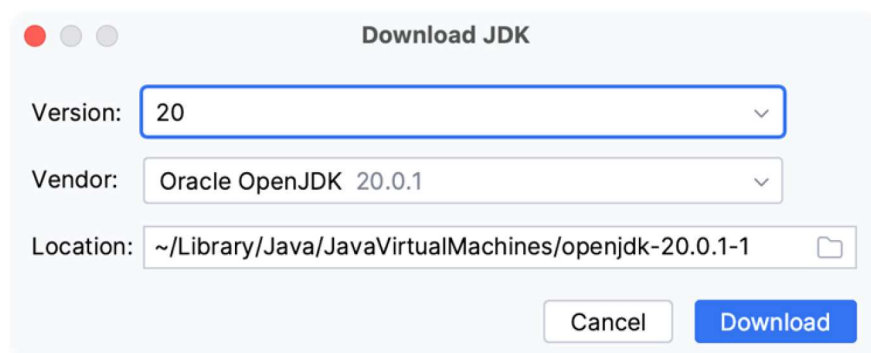 Download JDK
Version: 20
Vendor: Oracle OpenJDK 20.0.1
Location: ~/Library/Java/JavaVirtualMachines/openjdk-20.0.1-1
Cancel Download